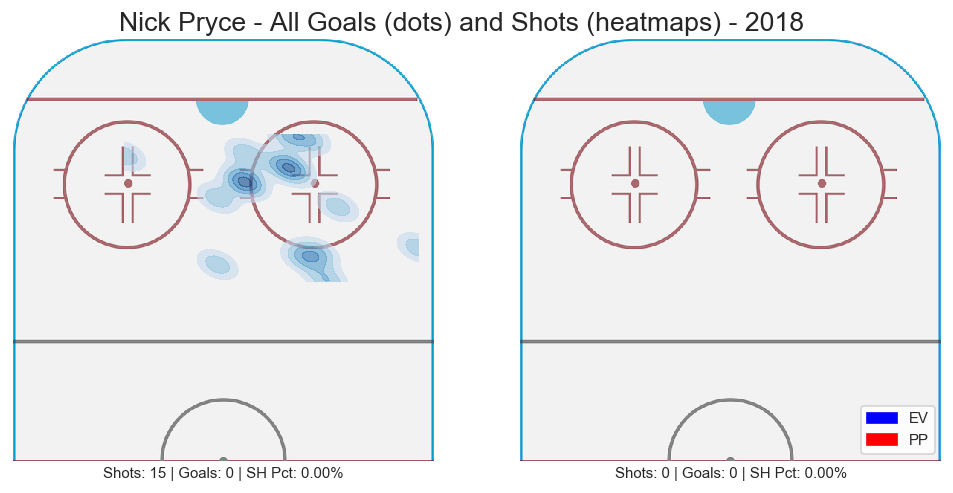 Nick Pryce - All Goals (dots) and Shots (heatmaps) - 2018
EV
PP
Shots: 15 | Goals: 0 | SH Pct: 0.00%
Shots: 0 | Goals: 0 | SH Pct: 0.00%